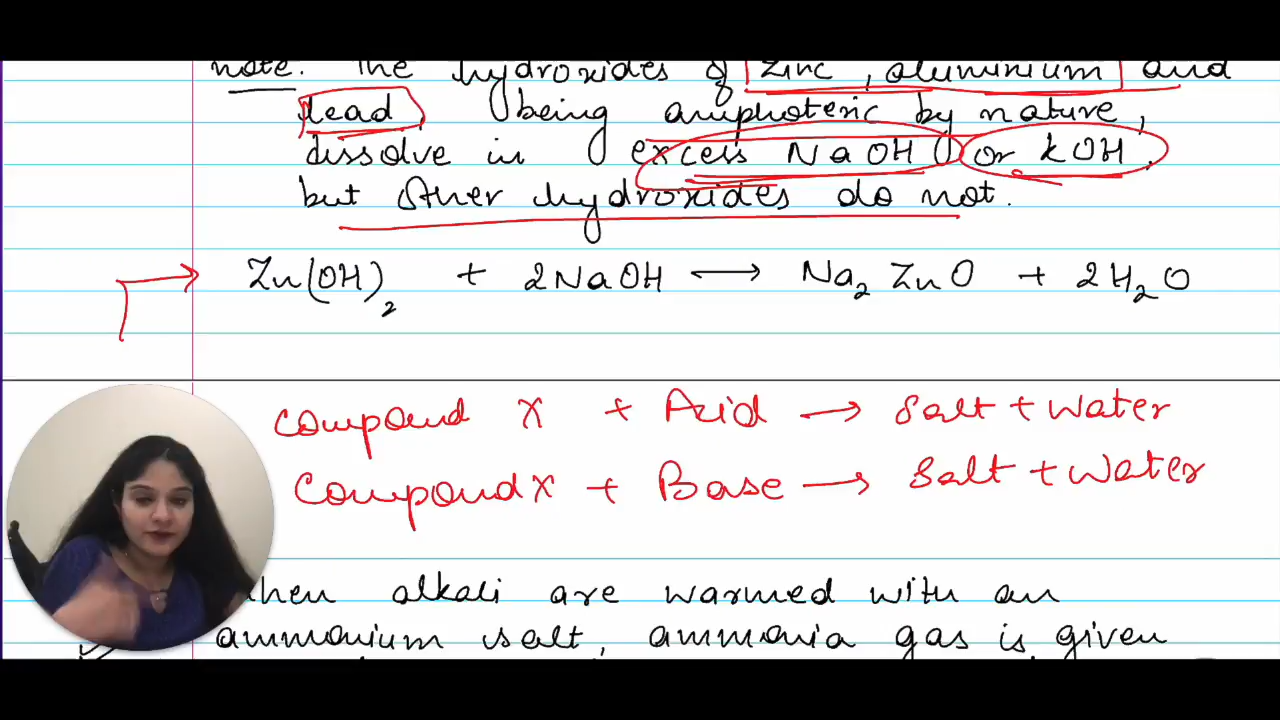 note. The hydroxides of zinc, aluminium and
lead, being amphoteric by nature,
dissolve in excess NaOH or KOH,
but other hydroxides do not.
Zn(OH)₂ + 2NaOH ⟷ Na₂ZnO + 2H₂O
Compound X + Acid → Salt + Water
Compound X + Base → Salt + Water
alkali are warmed with an
ammonium salt, ammonia gas is given